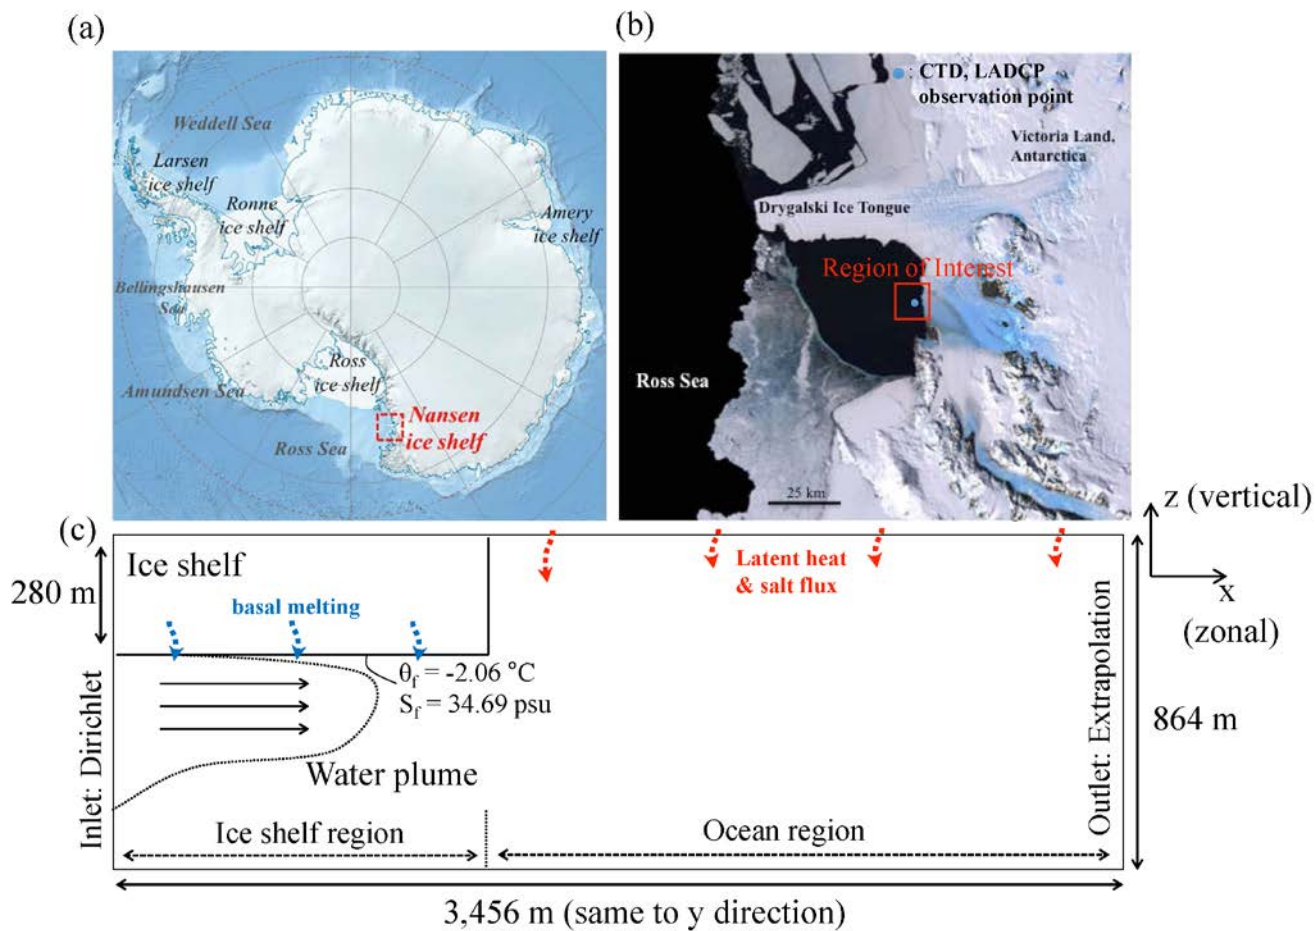 (a)
Weddell Sea
Larsen
ice shelf
Ronne
ice shelf
Amery
ice shelf
Bellingshausen
Sea
Ross
ice shelf
Amundsen Sea
Nansen
ice shelf
Ross Sea
(b)
: CTD, LADCP
observation point
Victoria Land,
Antarctica
Drygalski Ice Tongue
Region of Interest
Ross Sea
25 km
(c)
z (vertical)
x
(zonal)
280 m
Ice shelf
Latent heat
& salt flux
basal melting
θf = -2.06 °C
Sf = 34.69 psu
Inlet: Dirichlet
Water plume
Outlet: Extrapolation
864 m
Ice shelf region
Ocean region
3,456 m (same to y direction)